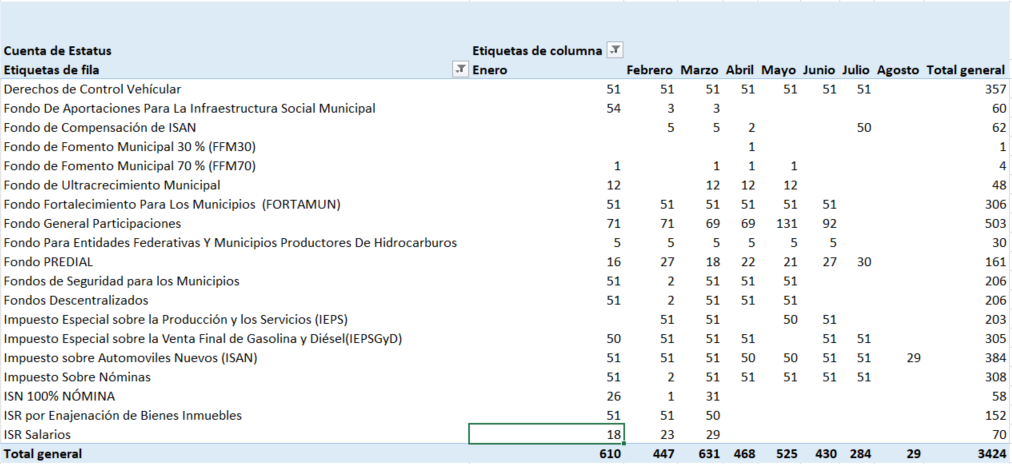 Cuenta de Estatus Etiquetas de columna
Etiquetas de fila Enero Febrero Marzo Abril Mayo Junio Julio Agosto Total general
Derechos de Control Vehícular 51 51 51 51 51 51 51 357
Fondo De Aportaciones Para La Infraestructura Social Municipal 54 3 3 60
Fondo de Compensación de ISAN 5 5 2 50 62
Fondo de Fomento Municipal 30 % (FFM30) 1 1
Fondo de Fomento Municipal 70 % (FFM70) 1 1 1 1 4
Fondo de Ultracrecimiento Municipal 12 12 12 12 48
Fondo Fortalecimiento Para Los Municipios (FORTAMUN) 51 51 51 51 51 51 306
Fondo General Participaciones 71 71 69 69 131 92 503
Fondo Para Entidades Federativas Y Municipios Productores De Hidrocarburos 5 5 5 5 5 5 30
Fondo PREDIAL 16 27 18 22 21 27 30 161
Fondos de Seguridad para los Municipios 51 2 51 51 51 206
Fondos Descentralizados 51 2 51 51 51 206
Impuesto Especial sobre la Producción y los Servicios (IEPS) 51 51 50 51 203
Impuesto Especial sobre la Venta Final de Gasolina y Diésel(IEPSGyD) 50 51 51 51 51 51 305
Impuesto sobre Automoviles Nuevos (ISAN) 51 51 51 50 50 51 51 29 384
Impuesto Sobre Nóminas 51 2 51 51 51 51 51 308
ISN 100% NÓMINA 26 1 31 58
ISR por Enajenación de Bienes Inmuebles 51 51 50 152
ISR Salarios 18 23 29 70
Total general 610 447 631 468 525 430 284 29 3424